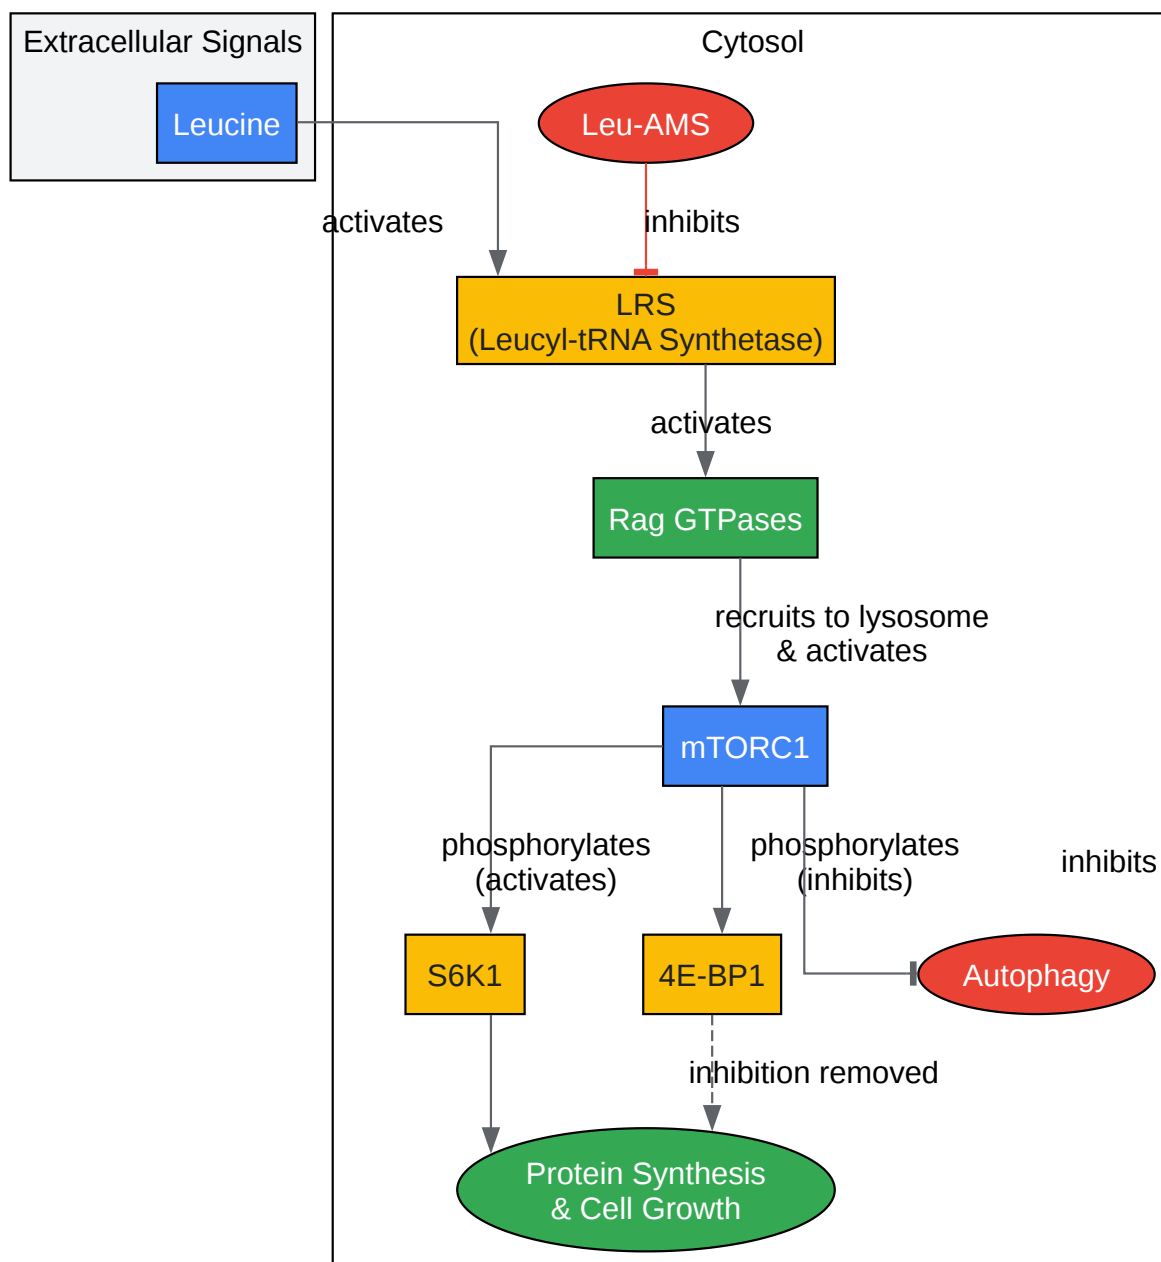 Extracellular Signals
Cytosol
Leucine
Leu-AMS
activates
inhibits
LRS
(Leucyl-tRNA Synthetase)
activates
Rag GTPases
recruits to lysosome
& activates
mTORC1
phosphorylates
(activates)
phosphorylates
(inhibits)
inhibits
S6K1
4E-BP1
Autophagy
inhibition removed
Protein Synthesis
& Cell Growth